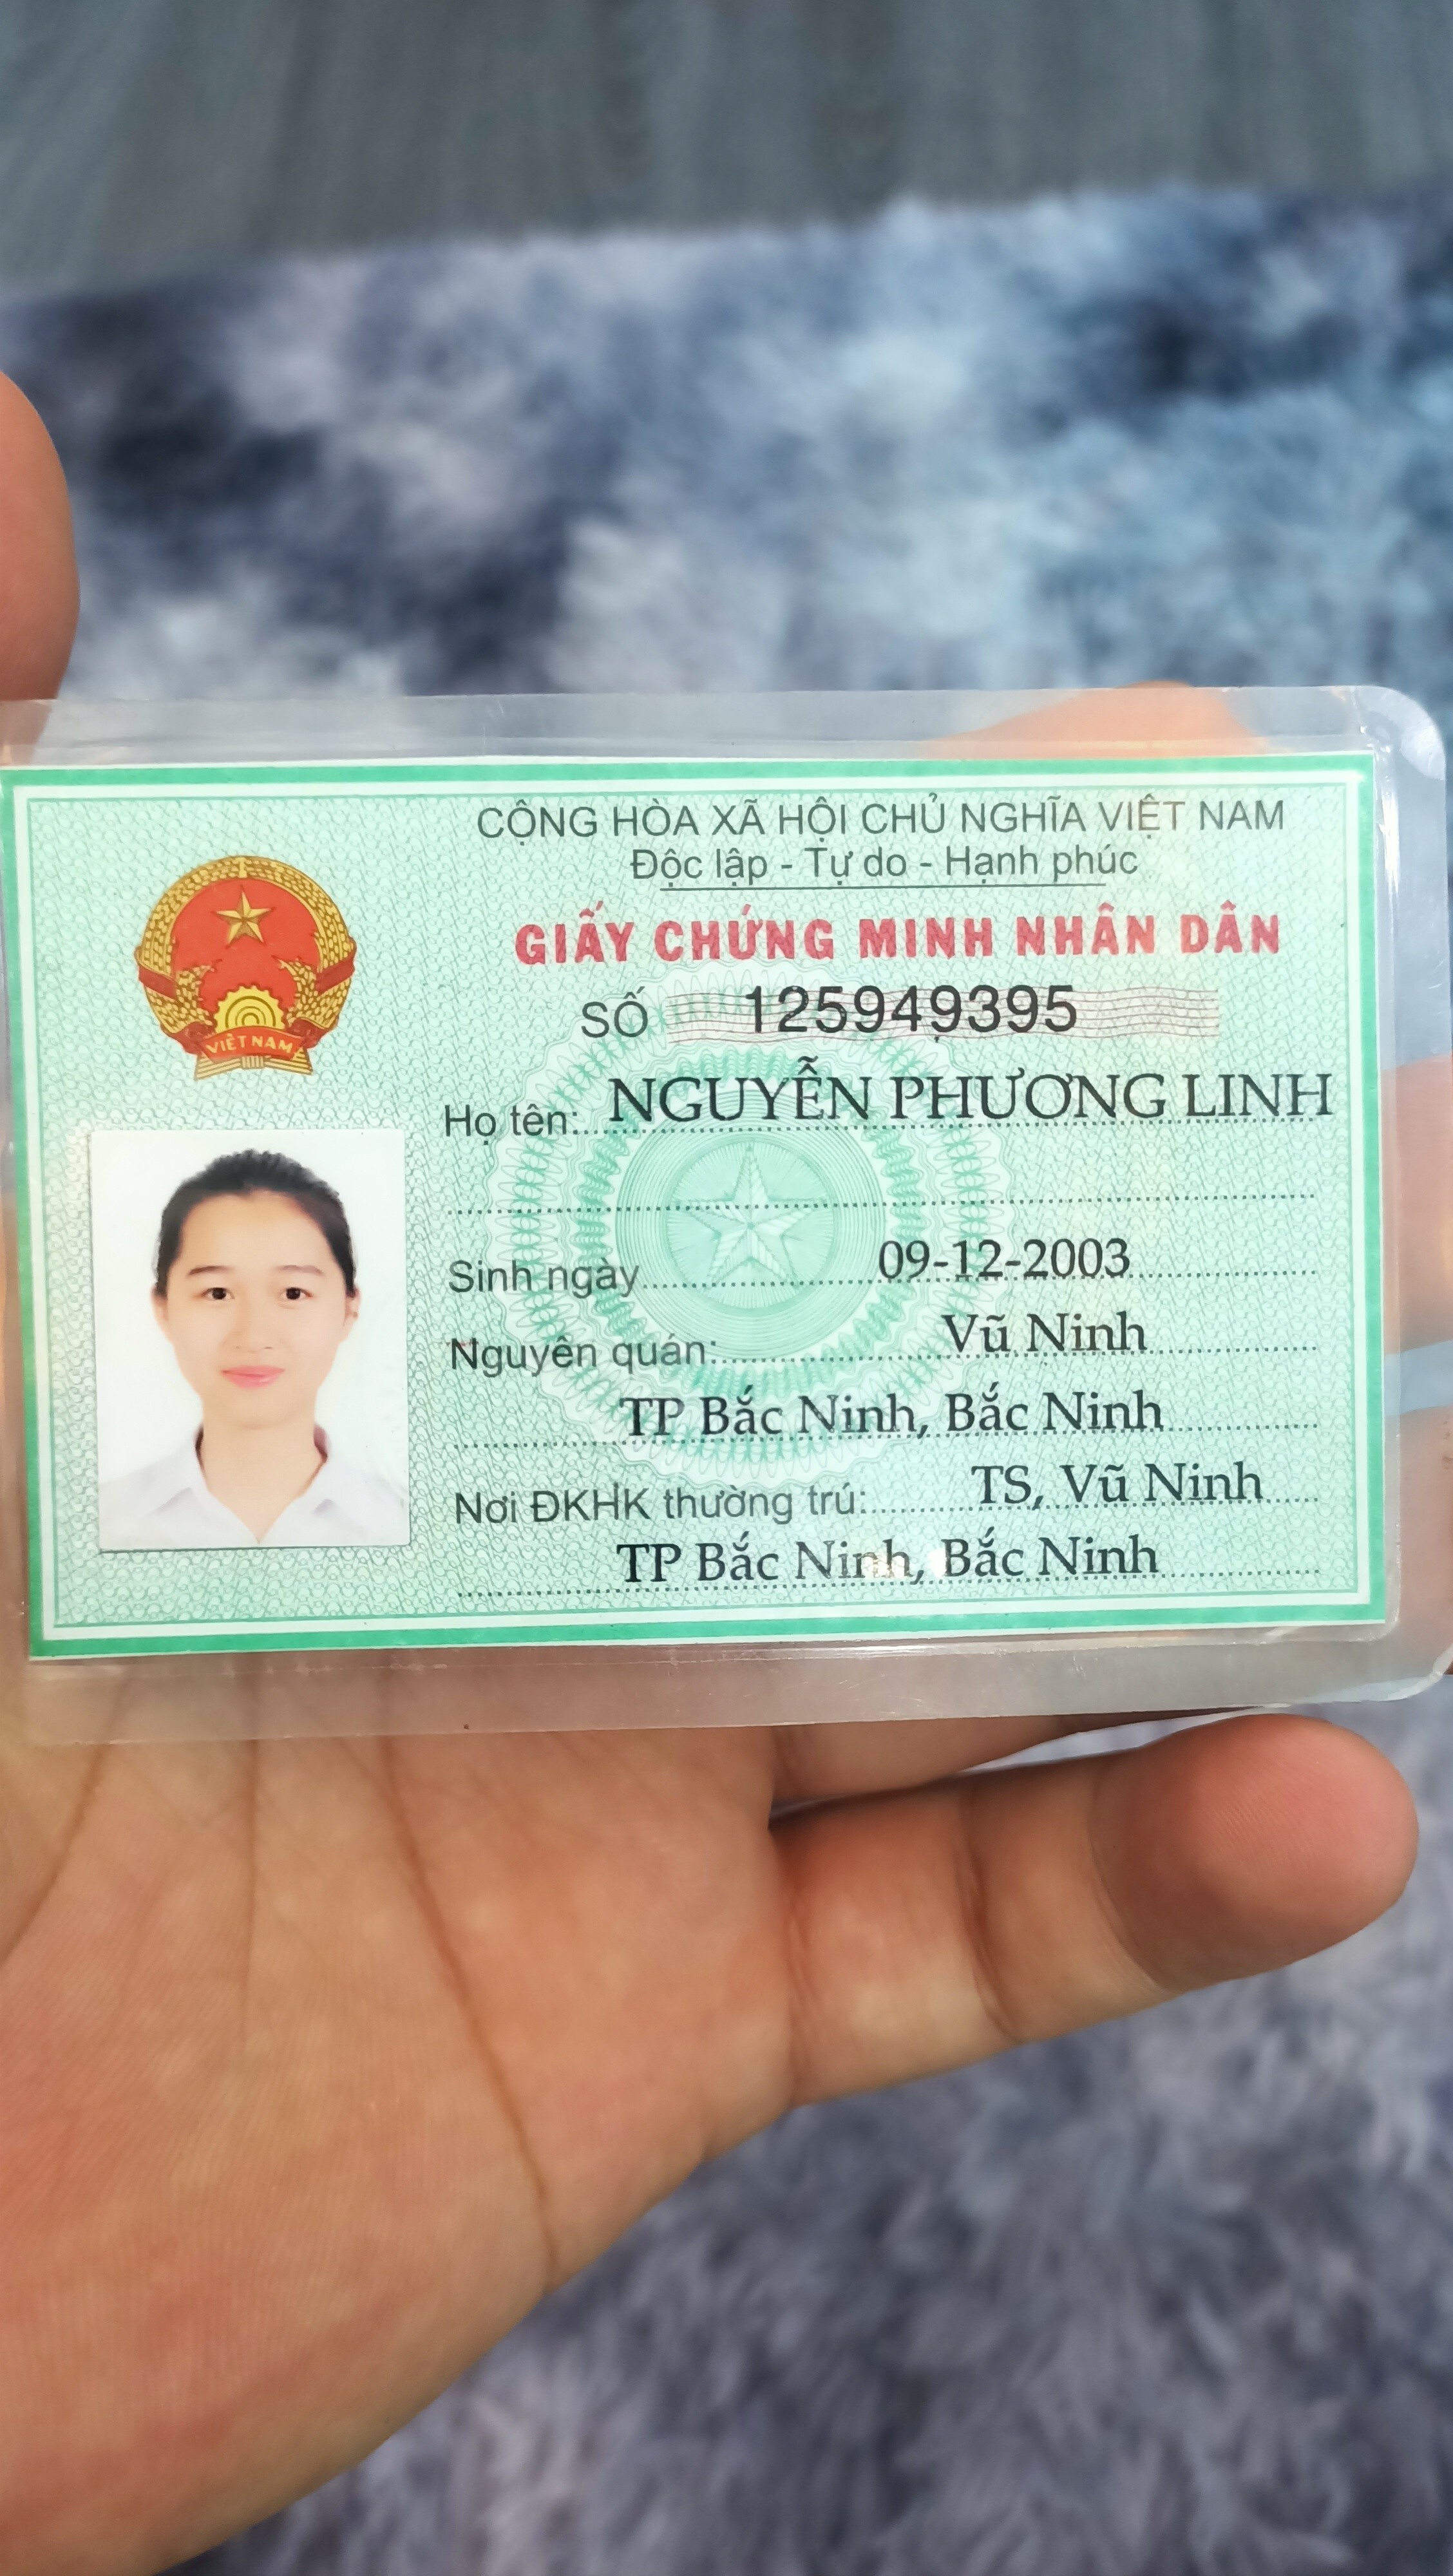 CỘNG HÒA XÃ HỘI CHỦ NGHĨA VIỆT NAM
Độc lập - Tự do - Hạnh phúc
GIẤY CHỨNG MINH NHÂN DÂN
SỐ 125949395
VIỆT NAM
Họ tên: NGUYỄN PHƯƠNG LINH
Sinh ngày 09-12-2003
Nguyên quán: Vũ Ninh
TP Bắc Ninh, Bắc Ninh
Nơi ĐKHK thường trú: TS, Vũ Ninh
TP Bắc Ninh, Bắc Ninh